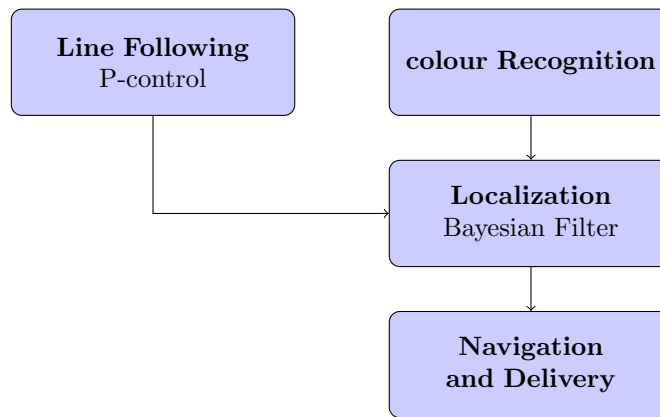 Line Following
P-control
colour Recognition
Localization
Bayesian Filter
Navigation
and Delivery